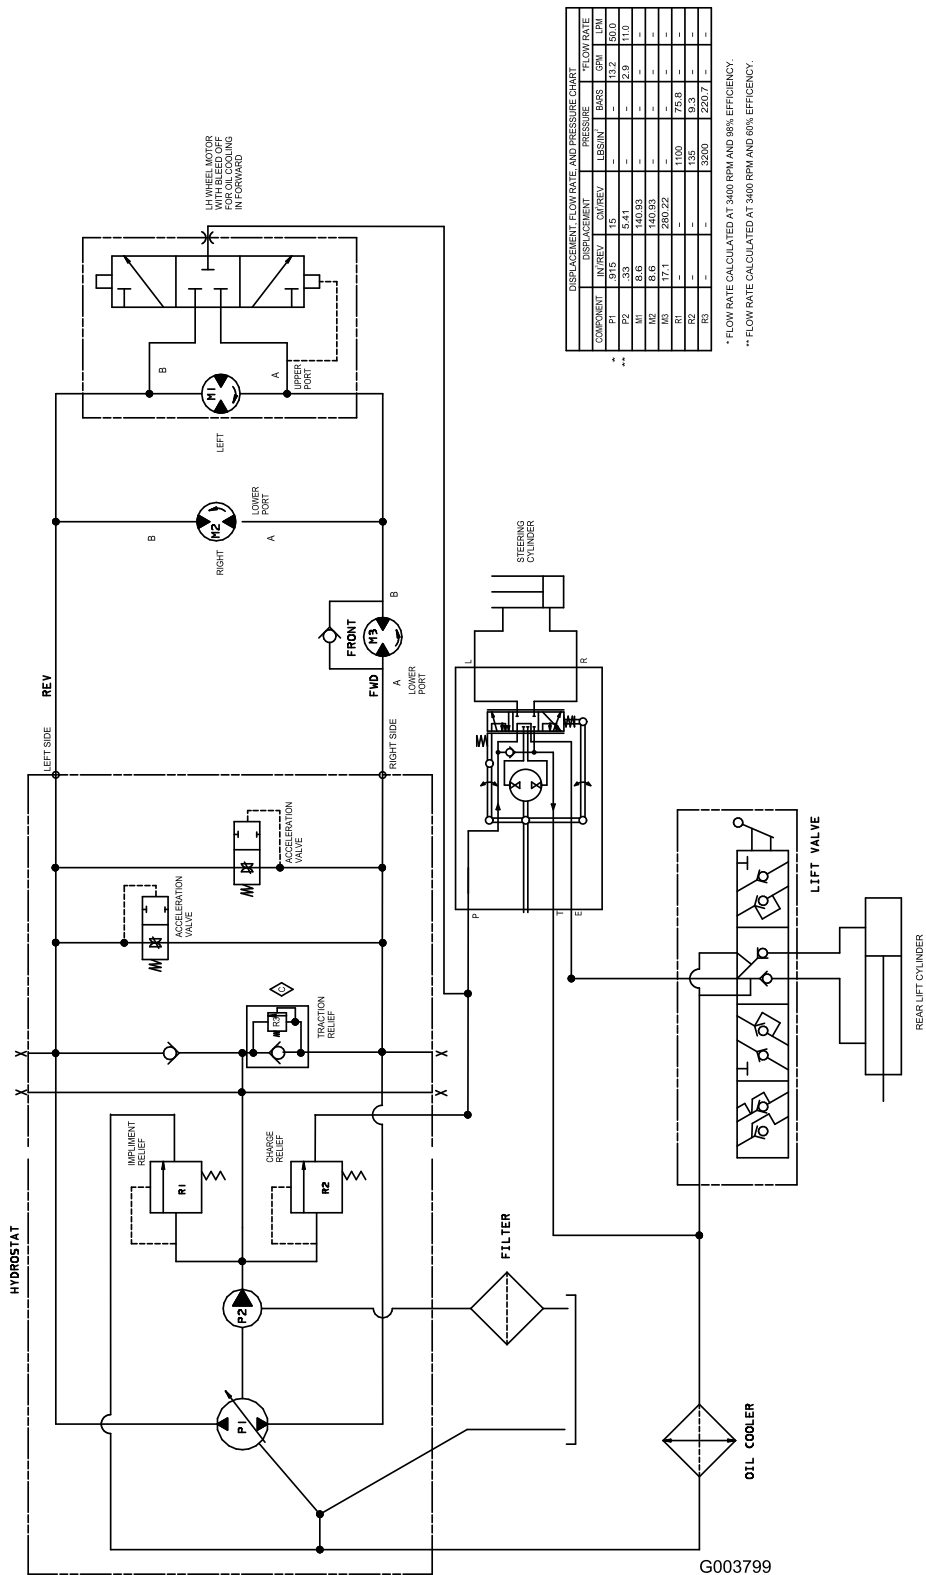 LH WHEEL MOTOR
WITH BLEED OFF
FOR OIL COOLING
IN FORWARD
B
A
UPPER
PORT
M1
LEFT
LOWER
PORT
M2
B
A
RIGHT
B
FRONT
M3
A
LOWER
PORT
REV
FWD
LEFT SIDE
RIGHT SIDE
ACCELERATION
VALVE
ACCELERATION
VALVE
C
R3
TRACTION
RELIEF
IMPLIMENT
RELIEF
R1
CHARGE
RELIEF
R2
HYDROSTAT
P2
P1
FILTER
STEERING
CYLINDER
L
R
P
T
E
LIFT VALVE
REAR LIFT CYLINDER
OIL COOLER
DISPLACEMENT, FLOW RATE, AND PRESSURE CHART
DISPLACEMENT PRESSURE *FLOW RATE
COMPONENT IN³/REV CM³/REV LBS/IN² BARS GPM LPM
* P1 .915 15 – – 13.2 50.0
** P2 .33 5.41 – – 2.9 11.0
M1 8.6 140.93 – – – –
M2 8.6 140.93 – – – –
M3 17.1 280.22 – – – –
R1 – – 1100 75.8 – –
R2 – – 135 9.3 – –
R3 – – 3200 220.7 – –
* FLOW RATE CALCULATED AT 3400 RPM AND 98% EFFICIENCY.
** FLOW RATE CALCULATED AT 3400 RPM AND 60% EFFICIENCY.
G003799